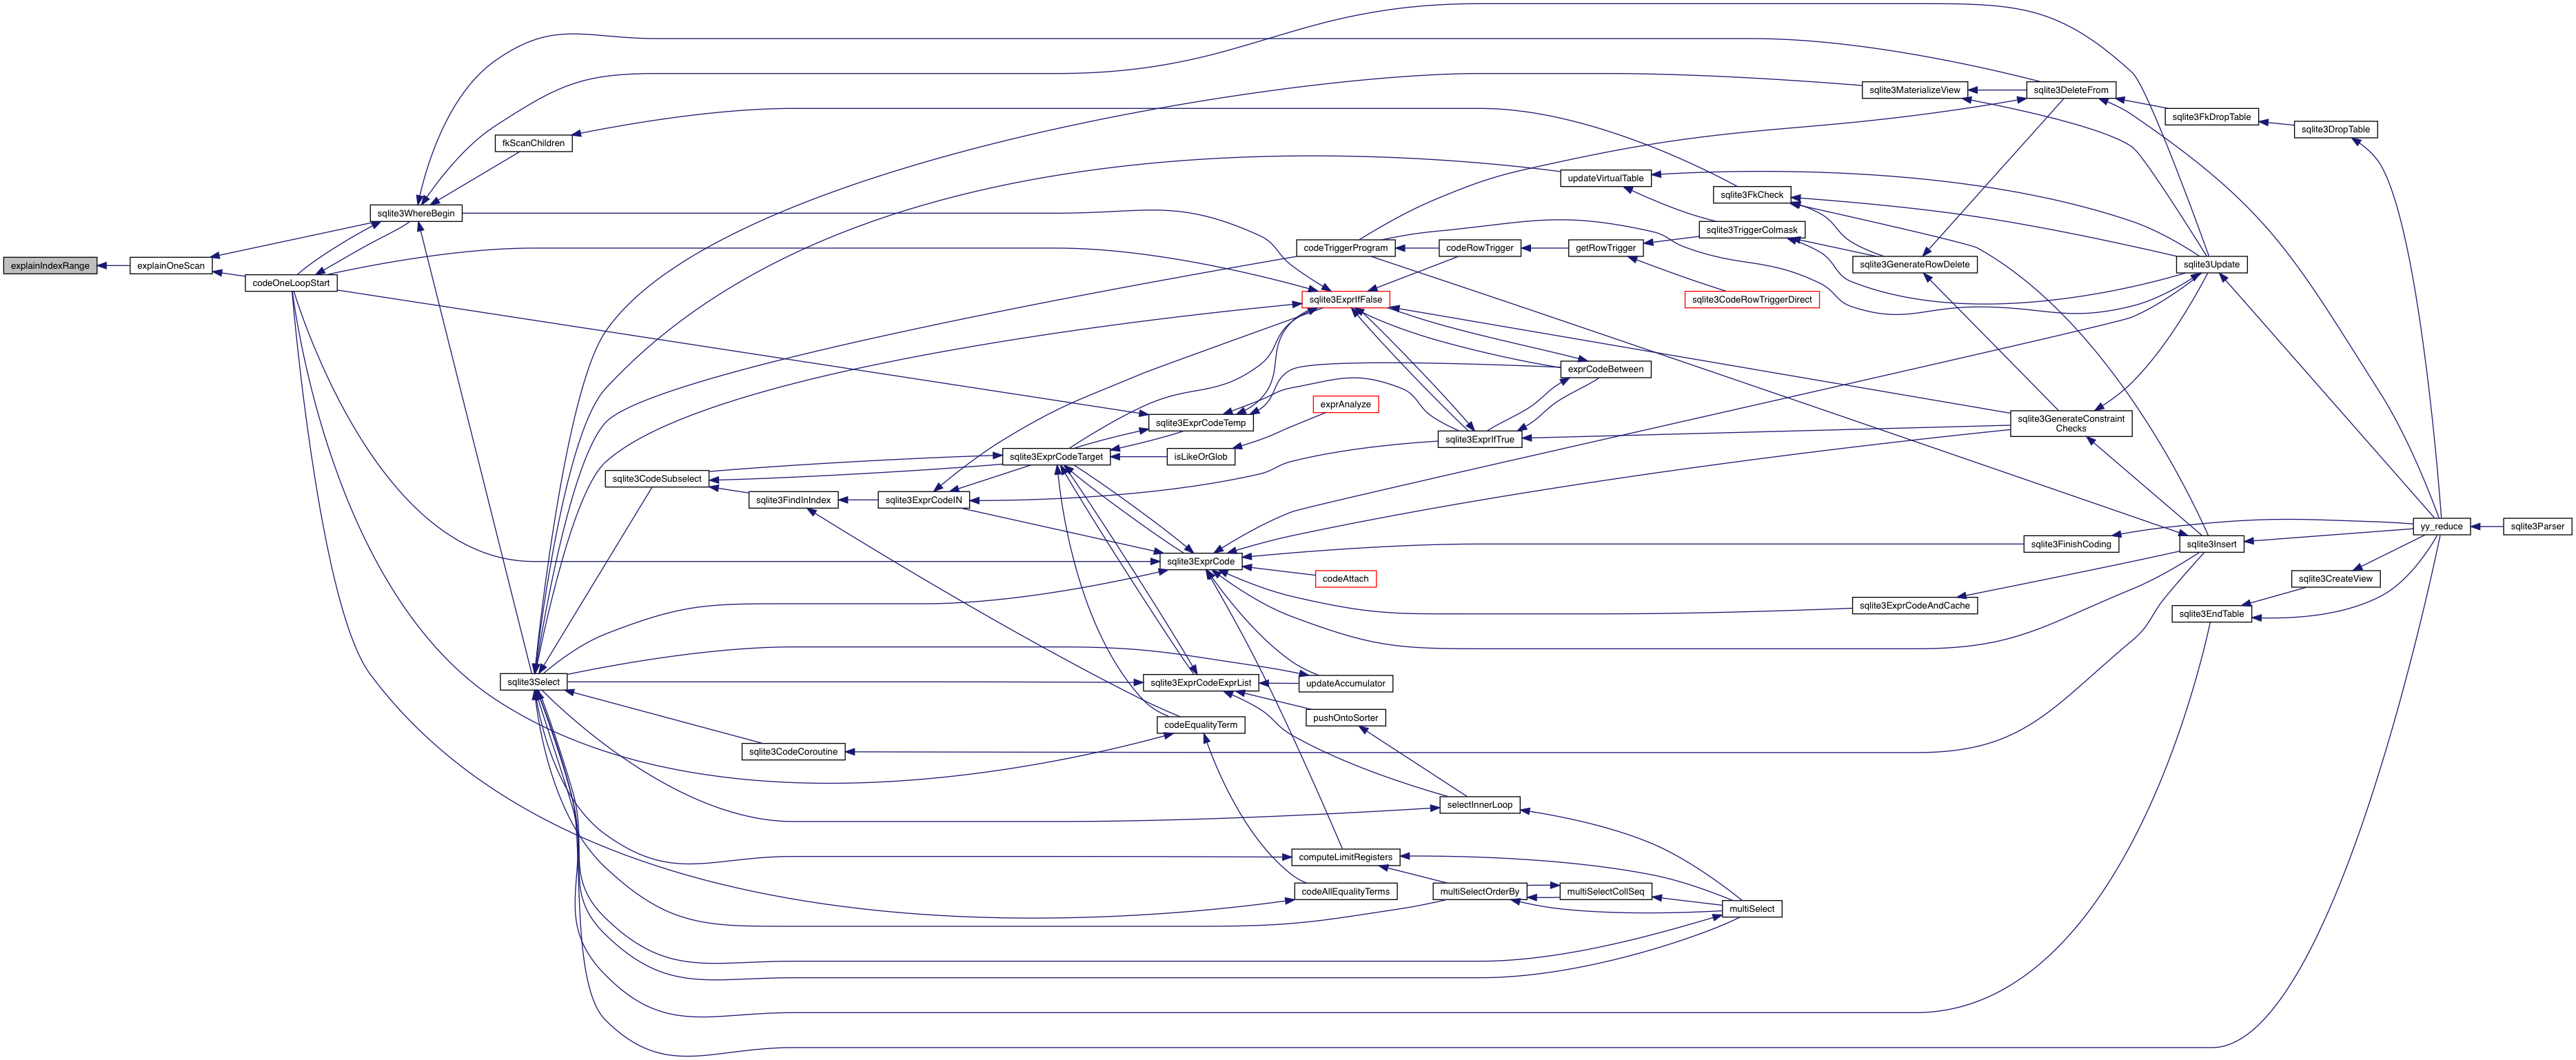 explainIndexRange
explainOneScan
codeOneLoopStart
sqlite3WhereBegin
fkScanChildren
sqlite3Select
sqlite3CodeSubselect
sqlite3FindInIndex
sqlite3CodeCoroutine
sqlite3ExprCodeIN
sqlite3ExprCodeTarget
sqlite3ExprCodeTemp
isLikeOrGlob
sqlite3ExprCode
sqlite3ExprCodeExprList
codeEqualityTerm
codeTriggerProgram
sqlite3ExprIfFalse
exprAnalyze
codeAttach
updateAccumulator
pushOntoSorter
computeLimitRegisters
codeAllEqualityTerms
codeRowTrigger
sqlite3ExprIfTrue
selectInnerLoop
multiSelectOrderBy
updateVirtualTable
getRowTrigger
exprCodeBetween
multiSelectCollSeq
sqlite3FkCheck
sqlite3TriggerColmask
sqlite3CodeRowTriggerDirect
multiSelect
sqlite3MaterializeView
sqlite3GenerateRowDelete
sqlite3ExprCodeAndCache
sqlite3DeleteFrom
sqlite3GenerateConstraint
Checks
sqlite3FinishCoding
sqlite3FkDropTable
sqlite3Update
sqlite3Insert
sqlite3EndTable
sqlite3DropTable
sqlite3CreateView
yy_reduce
sqlite3Parser